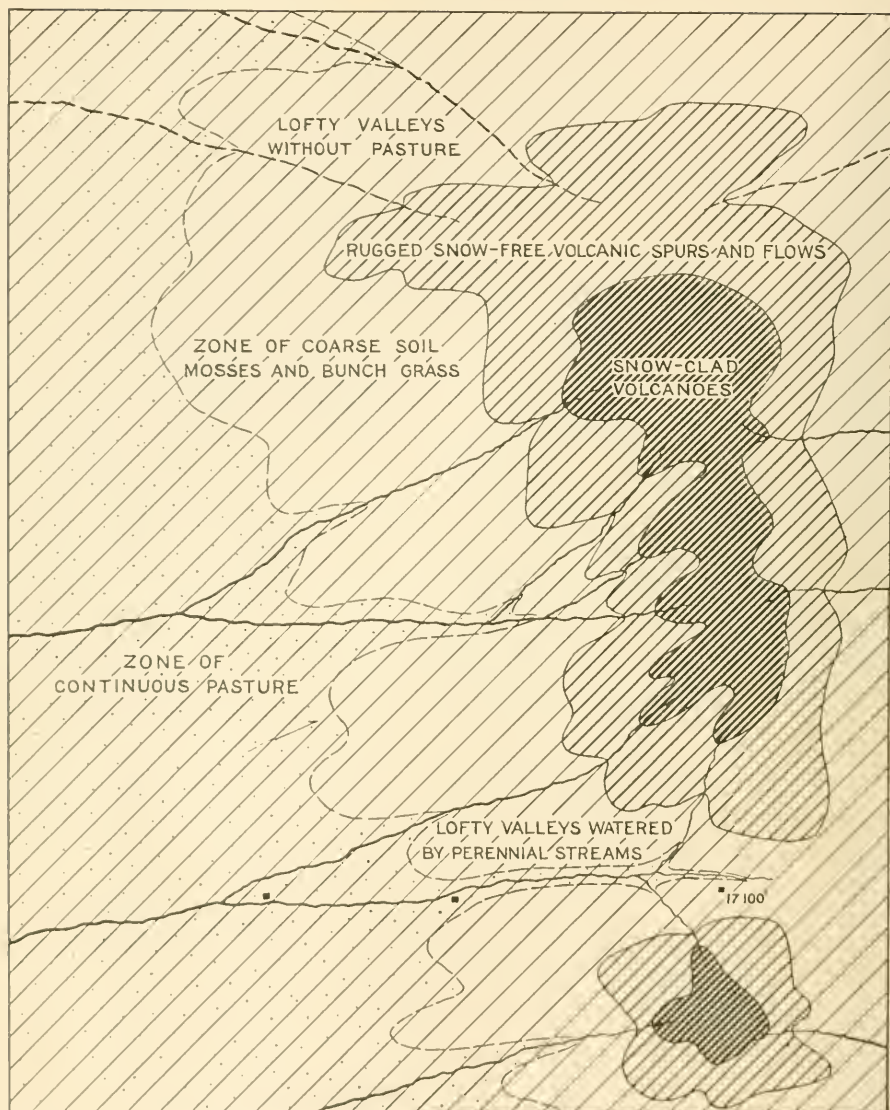 LOFTY VALLEYS
WITHOUT PASTURE
RUGGED SNOW-FREE VOLCANIC SPURS AND FLOWS
ZONE OF COARSE SOIL
MOSSES AND BUNCH GRASS
SNOW-CLAD
VOLCANOES
ZONE OF
CONTINUOUS PASTURE
LOFTY VALLEYS WATERED
BY PERENNIAL STREAMS
17100'